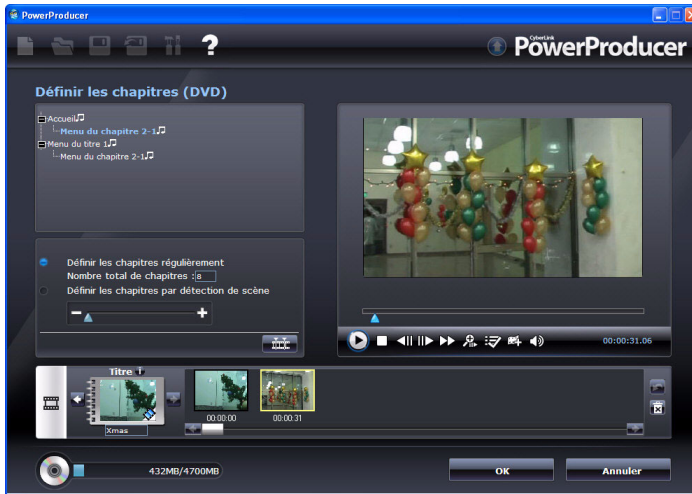 PowerProducer
?
CyberLink
PowerProducer
Définir les chapitres (DVD)
Accueil
Menu du chapitre 2-1
Menu du titre 1
Menu du chapitre 2-1
Définir les chapitres régulièrement
Nombre total de chapitres : 8
Définir les chapitres par détection de scène
00:00:31.06
Titre
Xmas
00:00:00
00:00:31
432MB/4700MB
OK
Annuler